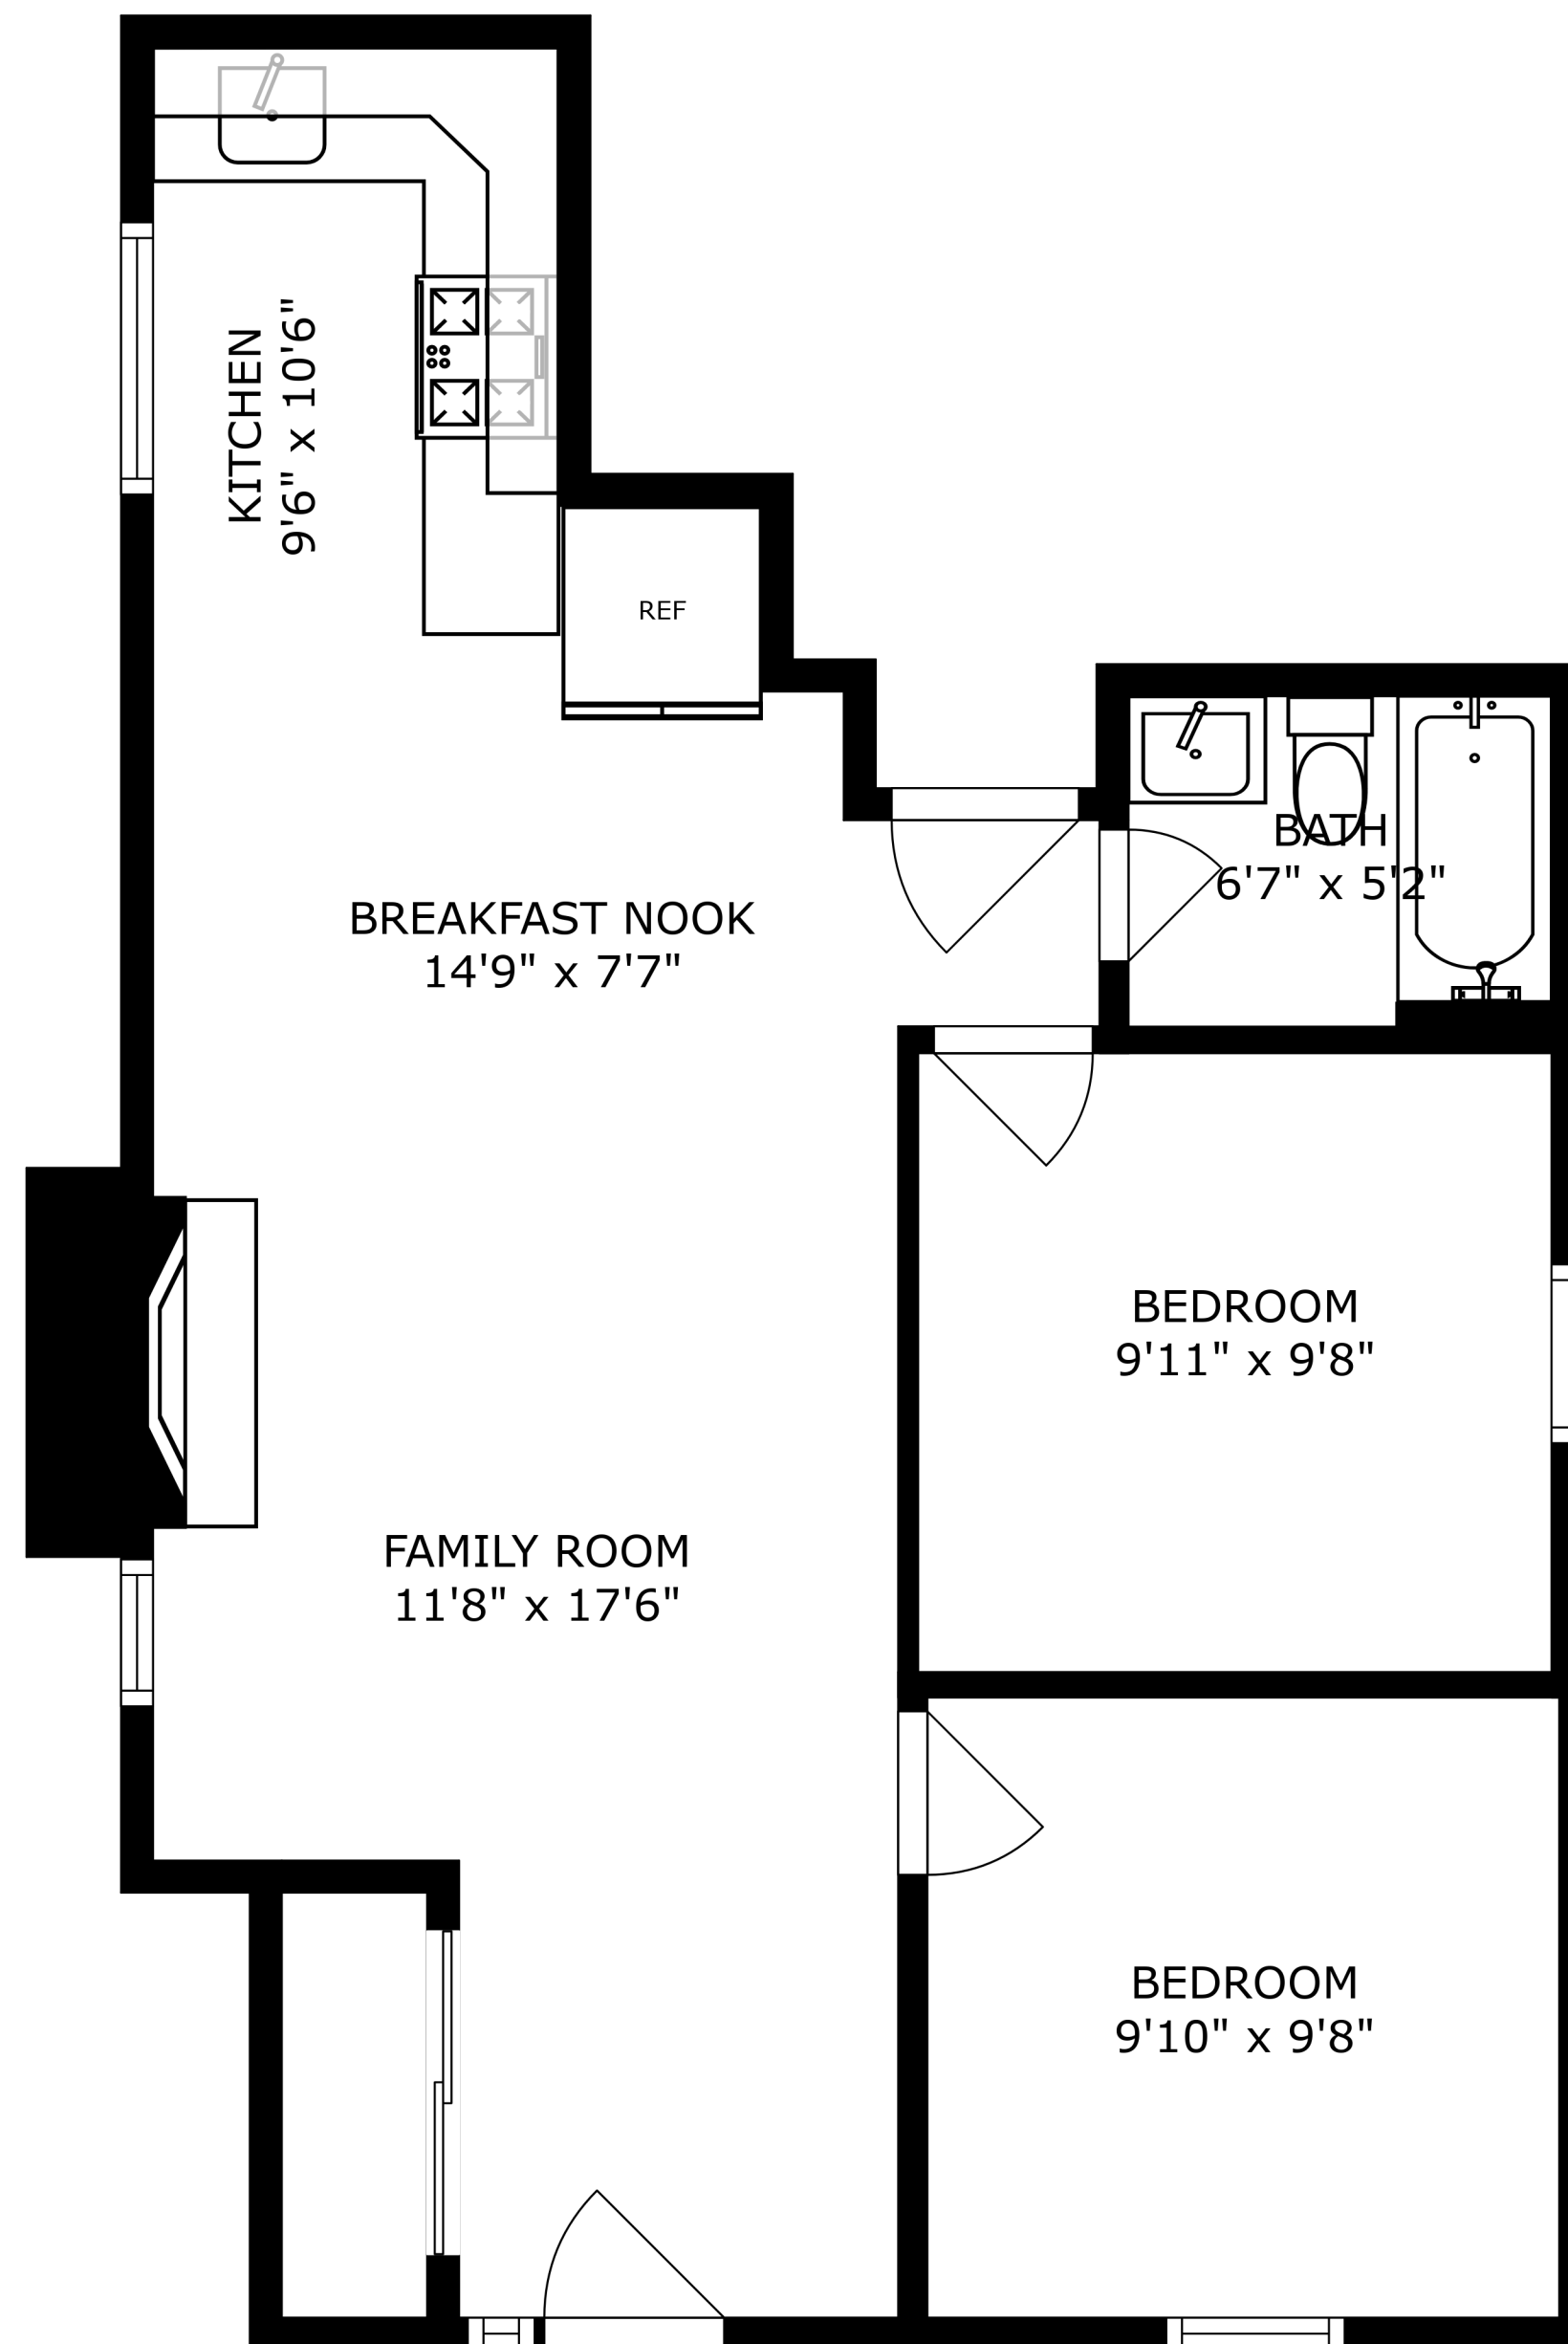 KITCHEN
9'6" x 10'6"
REF
BATH
6'7" x 5'2"
BREAKFAST NOOK
14'9" x 7'7"
BEDROOM
9'11" x 9'8"
FAMILY ROOM
11'8" x 17'6"
BEDROOM
9'10" x 9'8"